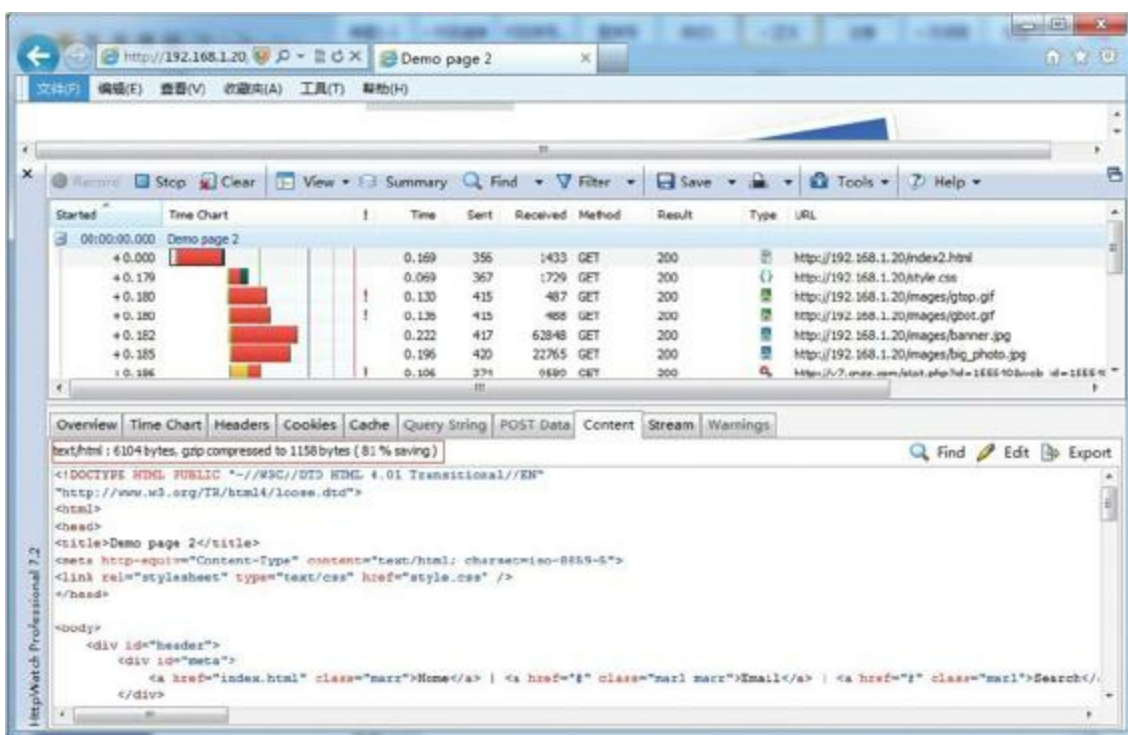 http://192.168.1.20 Demo page 2
文件(F) 编辑(E) 查看(V) 收藏夹(A) 工具(T) 帮助(H)
Record Stop Clear View Summary Find Filter Save Tools Help
Started Time Chart ! Time Sent Received Method Result Type URL
00:00:00.000 Demo page 2
+0.000 0.169 356 1433 GET 200 http://192.168.1.20/index2.html
+0.179 0.069 367 1729 GET 200 http://192.168.1.20/style.css
+0.180 ! 0.130 415 487 GET 200 http://192.168.1.20/images/gtop.gif
+0.180 ! 0.136 415 488 GET 200 http://192.168.1.20/images/gbot.gif
+0.182 0.222 417 62848 GET 200 http://192.168.1.20/images/banner.jpg
+0.185 0.196 420 22765 GET 200 http://192.168.1.20/images/big_photo.jpg
0.186 ! 0.106 GET 200
Overview Time Chart Headers Cookies Cache Query String POST Data Content Stream Warnings
text/html : 6104 bytes, gzip compressed to 1158 bytes ( 81 % saving ) Find Edit Export
<!DOCTYPE HTML PUBLIC "-//W3C//DTD HTML 4.01 Transitional//EN"
"http://www.w3.org/TR/html4/loose.dtd">
<html>
<head>
<title>Demo page 2</title>
<meta http-equiv="Content-Type" content="text/html; charset=iso-8859-5">
<link rel="stylesheet" type="text/css" href="style.css" />
</head>
<body>
<div id="header">
<div id="meta">
<a href="index.html" class="marr">Home</a> | <a href="#" class="marl marr">Email</a> | <a href="#" class="marl">Search</
</div>
HttpWatch Professional 7.2